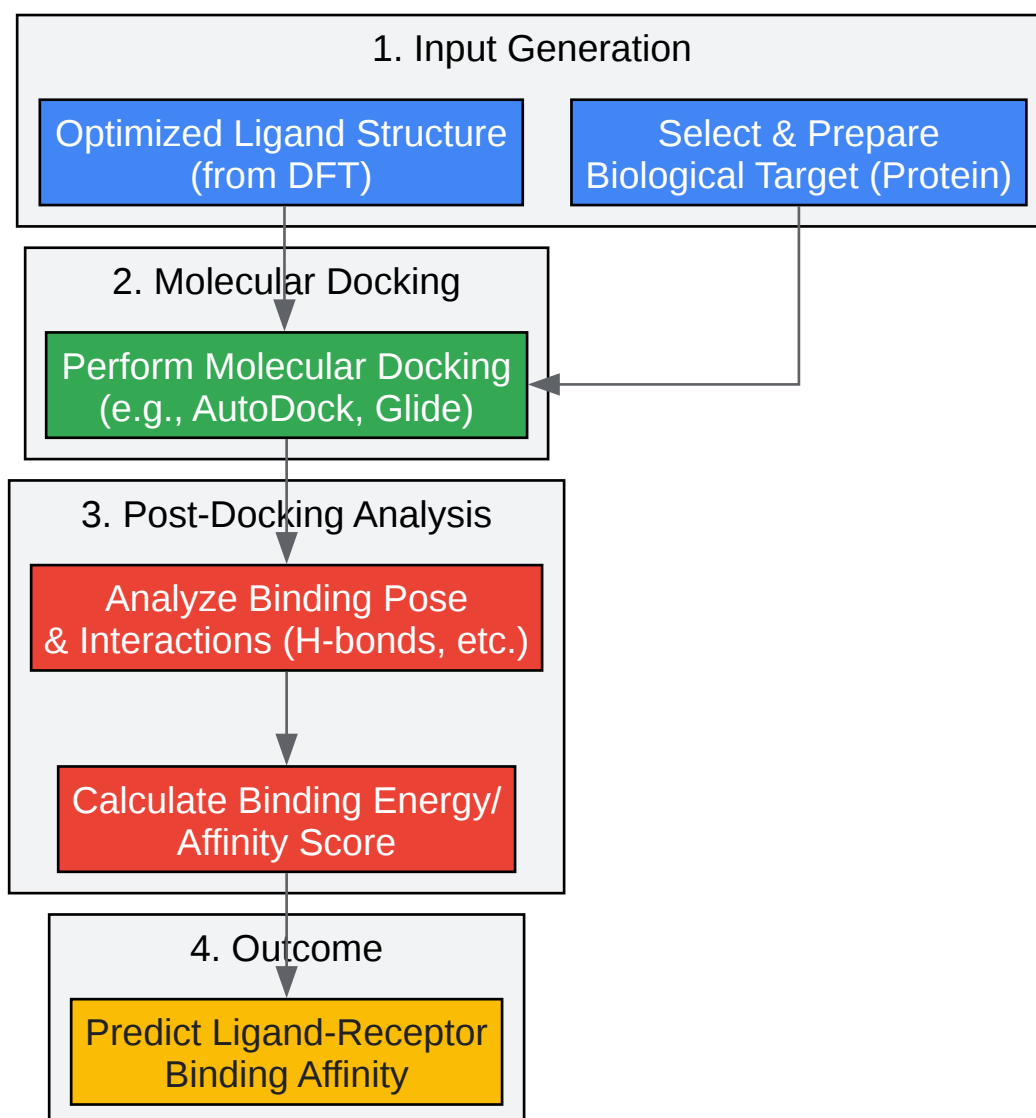 1. Input Generation
Optimized Ligand Structure
(from DFT)
Select & Prepare
Biological Target (Protein)
2. Molecular Docking
Perform Molecular Docking
(e.g., AutoDock, Glide)
3. Post-Docking Analysis
Analyze Binding Pose
& Interactions (H-bonds, etc.)
Calculate Binding Energy/
Affinity Score
4. Outcome
Predict Ligand-Receptor
Binding Affinity